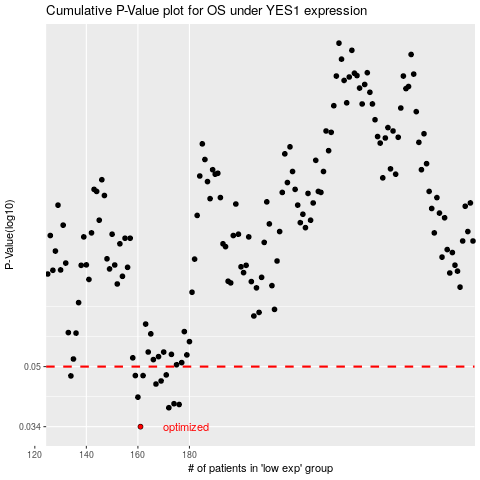 Cumulative P-Value plot for OS under YES1 expression
P-Value(log10)
0.05
0.034
optimized
120 140 160 180
# of patients in 'low exp' group